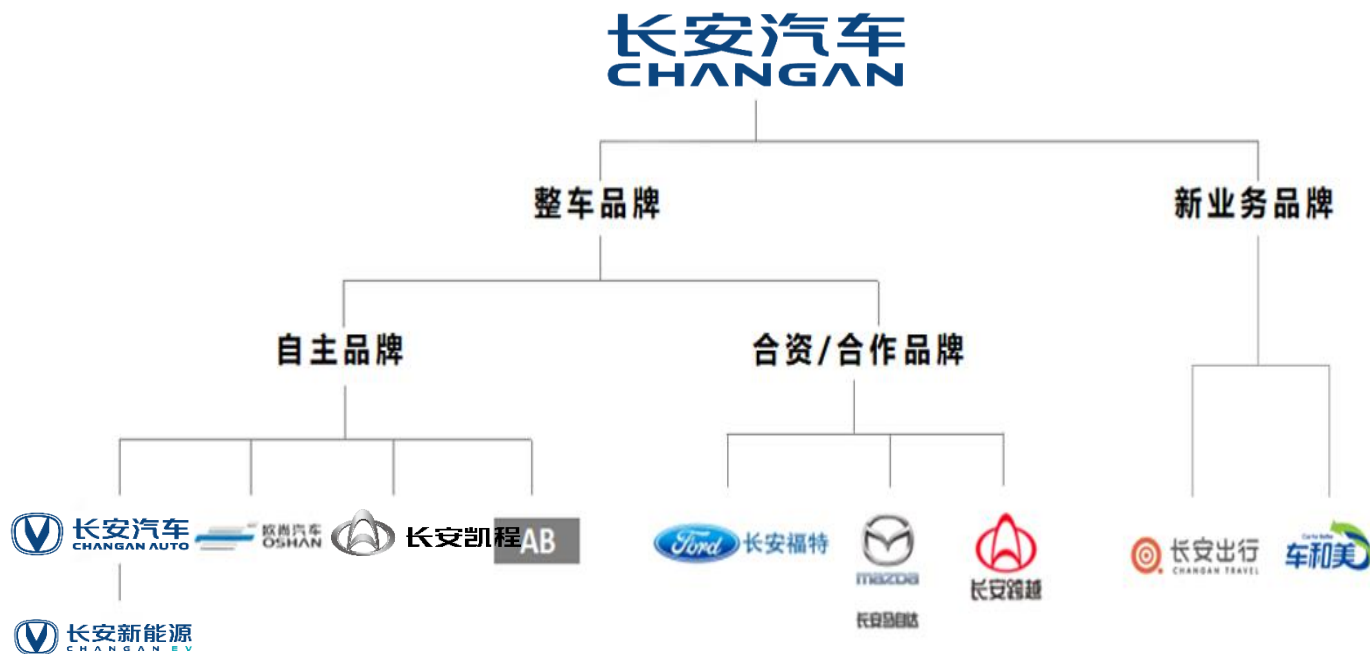 长安汽车
CHANGAN
整车品牌
新业务品牌
自主品牌
合资/合作品牌
长安汽车
CHANGAN AUTO
欧尚汽车
OSHAN
长安凯程
AB
Ford
长安福特
mazda
长安马自达
长安跨越
长安出行
CHANGAN TRAVEL
车和美
长安新能源
CHANGAN EV